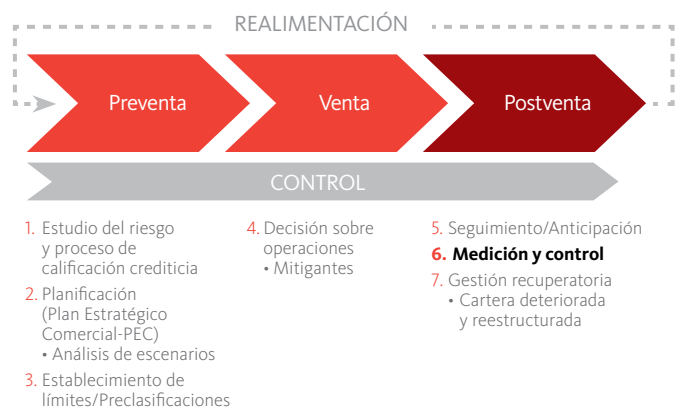 REALIMENTACIÓN
Preventa
Venta
Postventa
CONTROL
1. Estudio del riesgo
y proceso de
calificación crediticia
2. Planificación
(Plan Estratégico
Comercial-PEC)
• Análisis de escenarios
3. Establecimiento de
límites/Preclasificaciones
4. Decisión sobre
operaciones
• Mitigantes
5. Seguimiento/Anticipación
6. Medición y control
7. Gestión recuperatoria
• Cartera deteriorada
y reestructurada